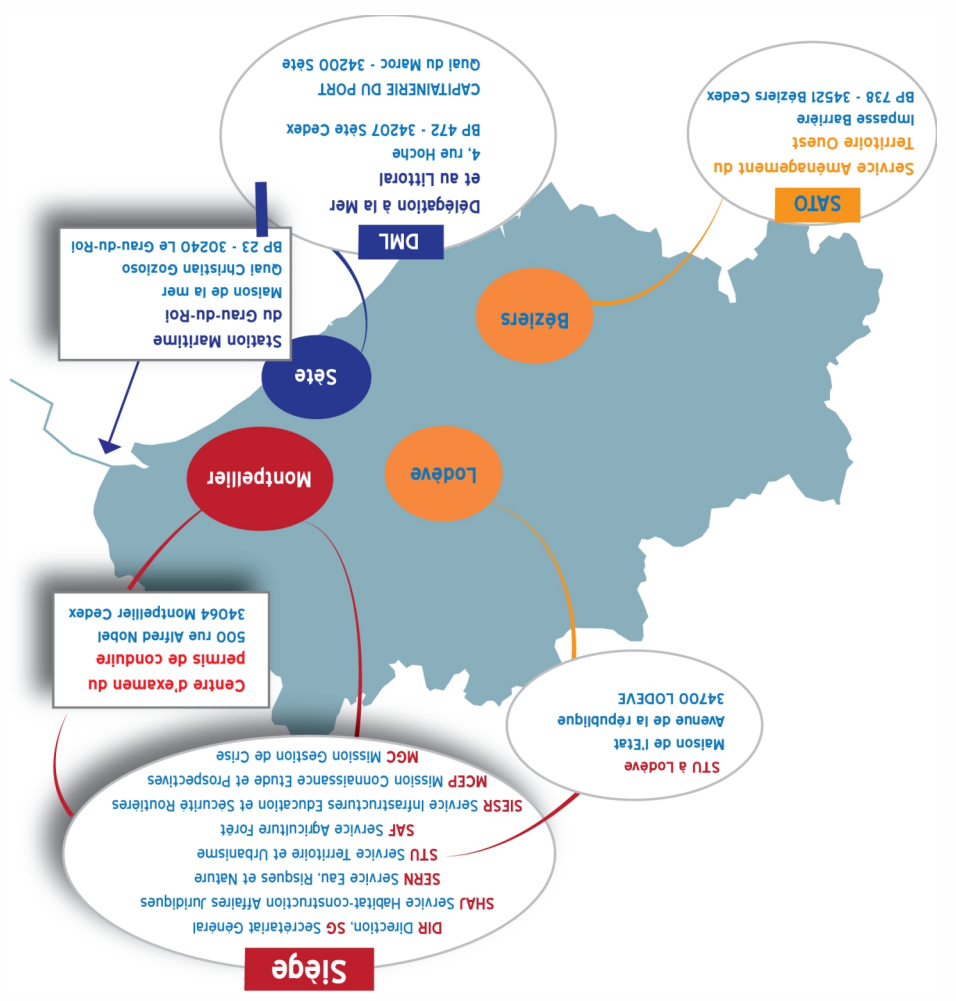 Siège
DIR Direction, SG Secrétariat Général
SHAJ Service Habitat-construction Affaires Juridiques
SERN Service Eau, Risques et Nature
STU Service Territoire et Urbanisme
SAF Service Agriculture Forêt
SIESR Service Infrastructures Education et Sécurité Routières
MCEP Mission Connaissance Etude et Prospectives
MGC Mission Gestion de Crise
STU à Lodève
Maison de l'Etat
Avenue de la république
34700 LODEVE
Centre d'examen du
permis de conduire
500 rue Alfred Nobel
34064 Montpellier Cedex
Lodève
Montpellier
Sète
Béziers
Station Maritime
du Grau-du-Roi
Maison de la mer
Quai Christian Gozioso
BP 23 - 30240 Le Grau-du-Roi
DML
Délégation à la Mer
et au Littoral
4, rue Hoche
BP 472 - 34207 Sète Cedex
CAPITAINERIE DU PORT
Quai du Maroc - 34200 Sète
SATO
Service Aménagement du
Territoire Ouest
Impasse Barrière
BP 738 - 34521 Béziers Cedex